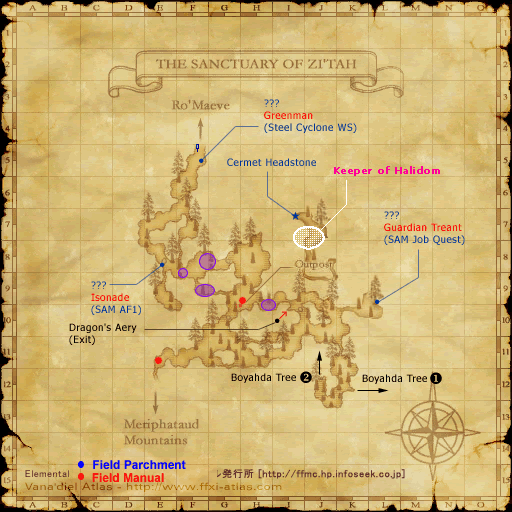 A B C D E F G H I J K L M N O
THE SANCTUARY OF ZI'TAH
Ro'Maeve
???
Greenman
(Steel Cyclone WS)
Cermet Headstone
Keeper of Halidom
???
Guardian Treant
(SAM Job Quest)
Outpost
???
Isonade
(SAM AF1)
Dragon's Aery
(Exit)
Boyahda Tree 2
Boyahda Tree 1
Meriphataud
Mountains
Field Parchment
Field Manual
Elemental
レ発行所 [http://ffmc.hp.infoseek.co.jp]
Vana'diel Atlas - http://www.ffxi-atlas.com